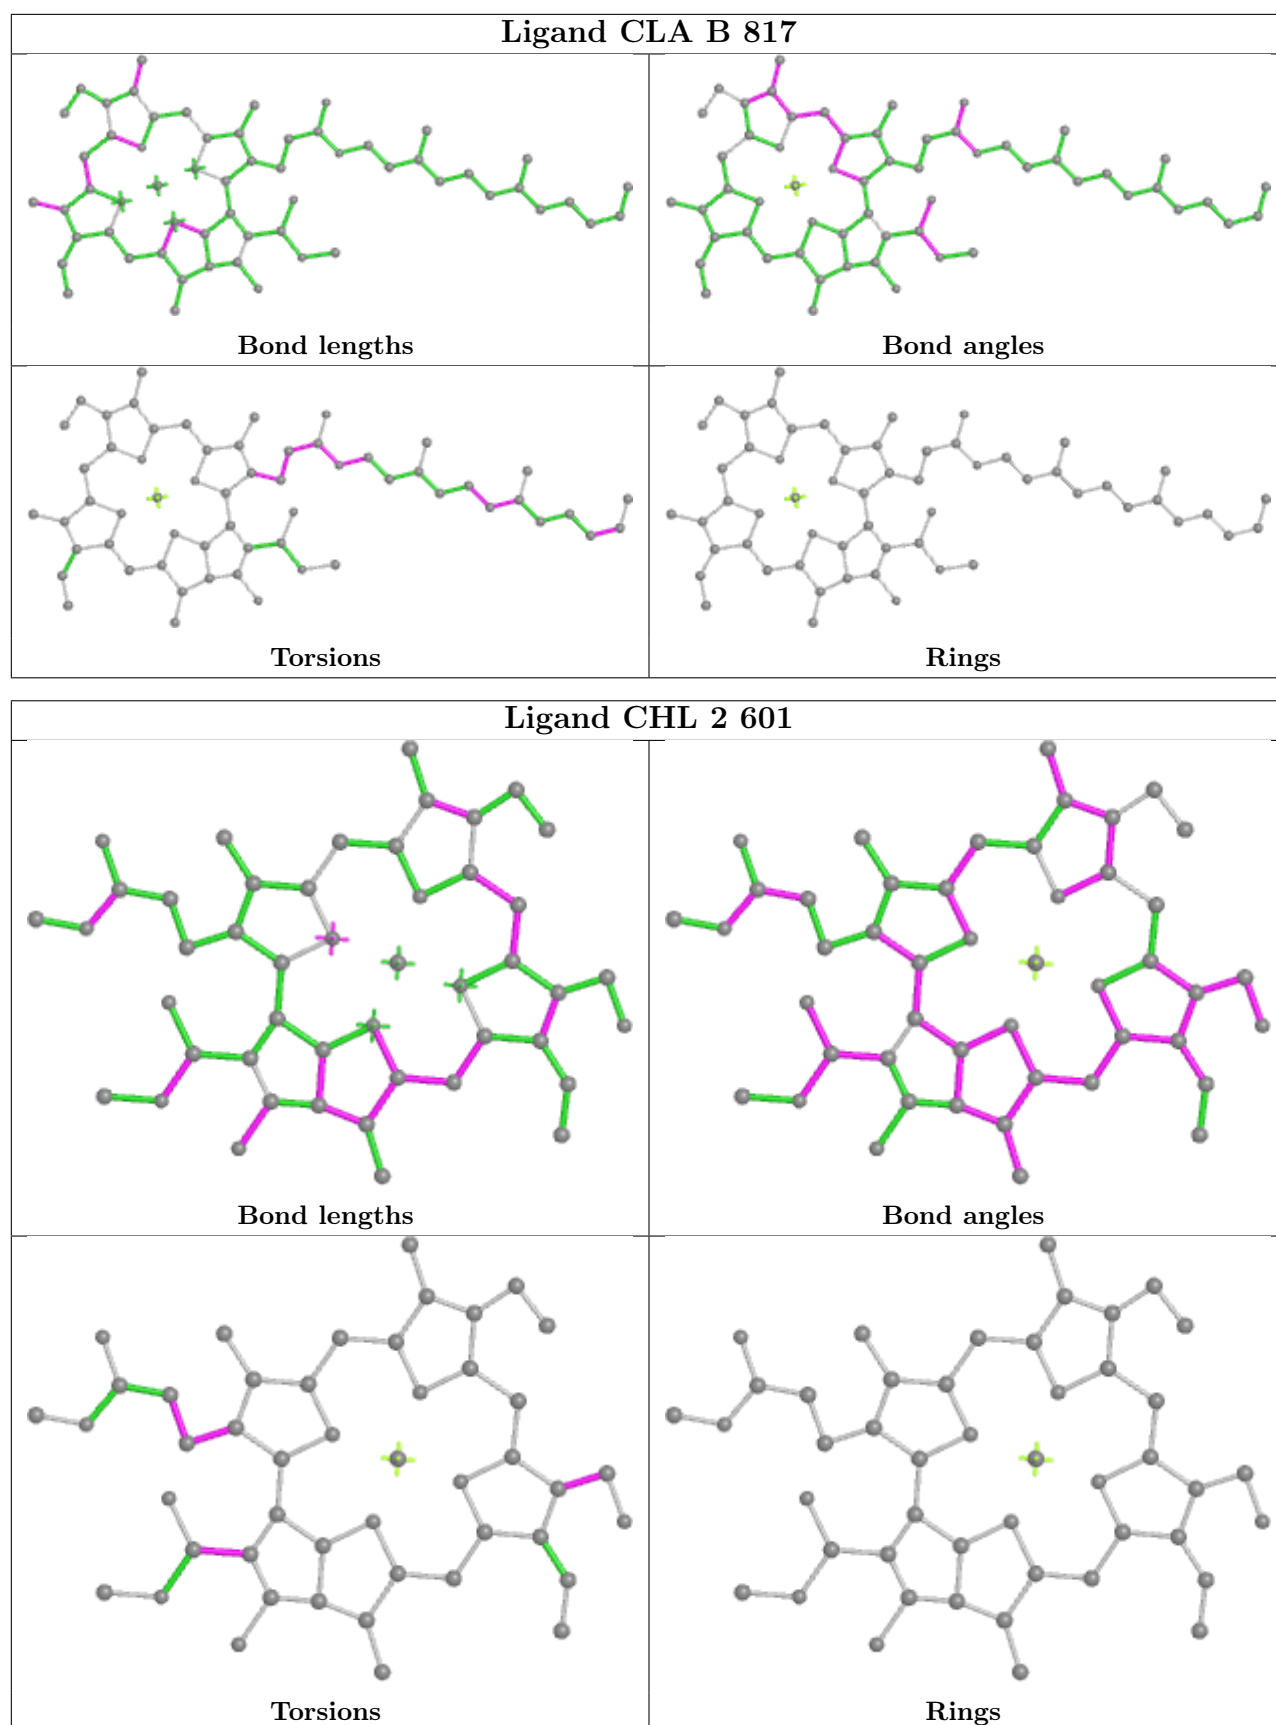 Ligand CLA B 817
Bond lengths
Bond angles
Torsions
Rings
Ligand CHL 2 601
Bond lengths
Bond angles
Torsions
Rings